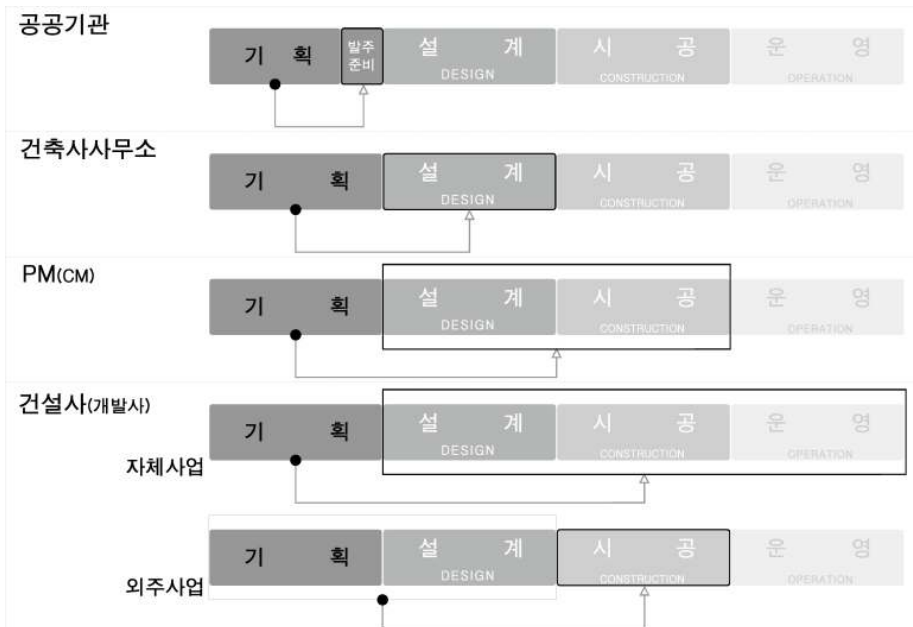 공공기관
기 획 발주 설 계 시 공 운 영
준비
DESIGN CONSTRUCTION OPERATION
건축사사무소
기 획 설 계 시 공 운 영
DESIGN CONSTRUCTION OPERATION
PM(CM)
기 획 설 계 시 공 운 영
DESIGN CONSTRUCTION OPERATION
건설사(개발사)
기 획 설 계 시 공 운 영
DESIGN CONSTRUCTION OPERATION
자체사업
기 획 설 계 시 공 운 영
DESIGN CONSTRUCTION OPERATION
외주사업